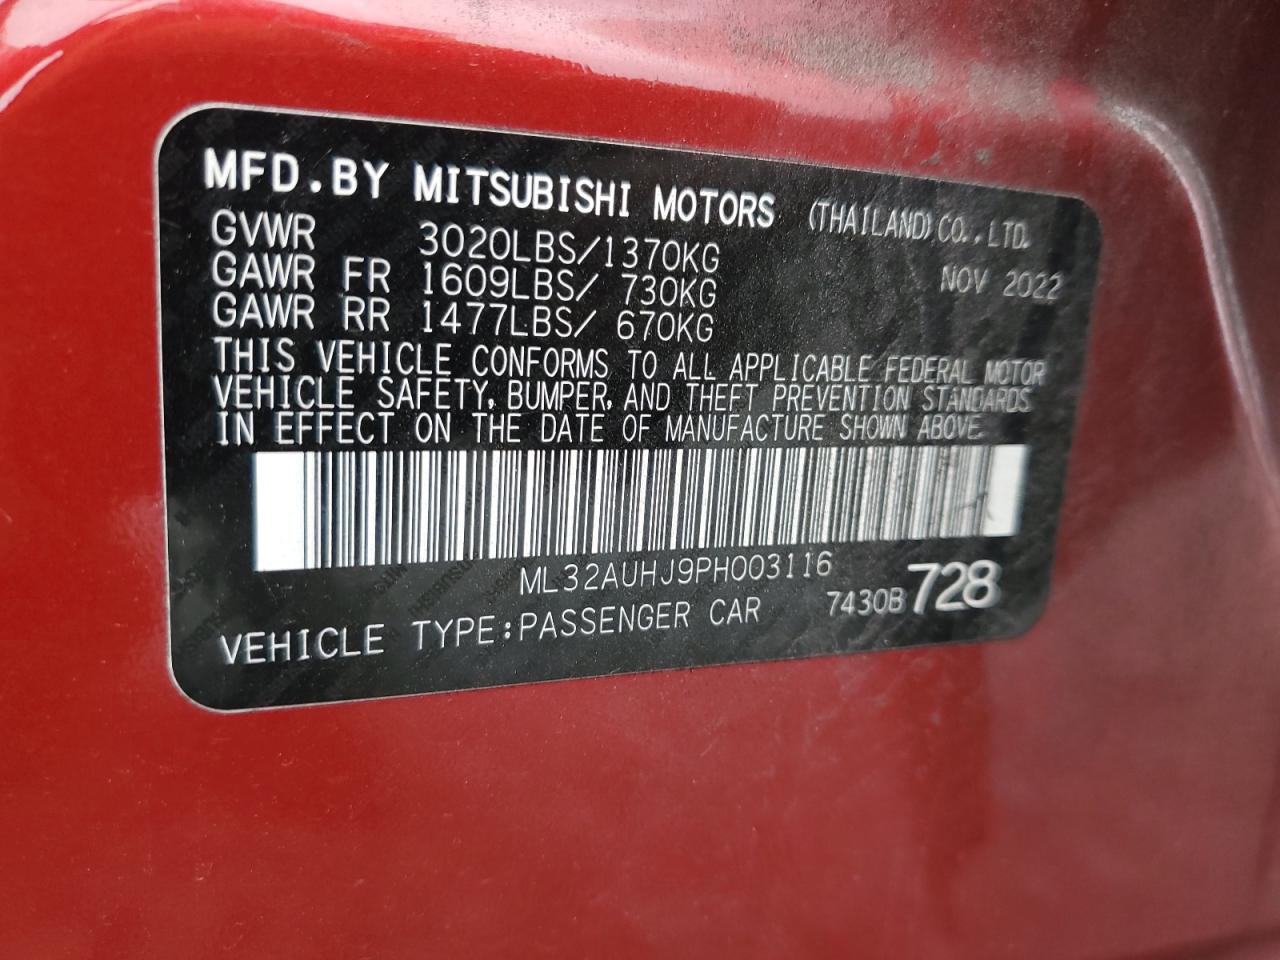 MFD.BY MITSUBISHI MOTORS (THAILAND) CO., LTD.
GVWR 3020LBS/1370KG NOV 2022
GAWR FR 1609LBS/ 730KG
GAWR RR 1477LBS/ 670KG
THIS VEHICLE CONFORMS TO ALL APPLICABLE FEDERAL MOTOR
VEHICLE SAFETY, BUMPER, AND THEFT PREVENTION STANDARDS
IN EFFECT ON THE DATE OF MANUFACTURE SHOWN ABOVE.
ML32AUHJ9PH003116
VEHICLE TYPE:PASSENGER CAR 7430B728